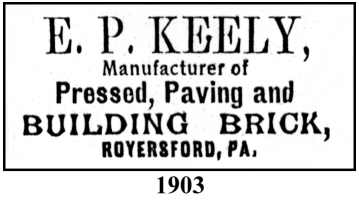 E. P. KEELY,
Manufacturer of
Pressed, Paving and
BUILDING BRICK,
ROYERSFORD, PA.
1903